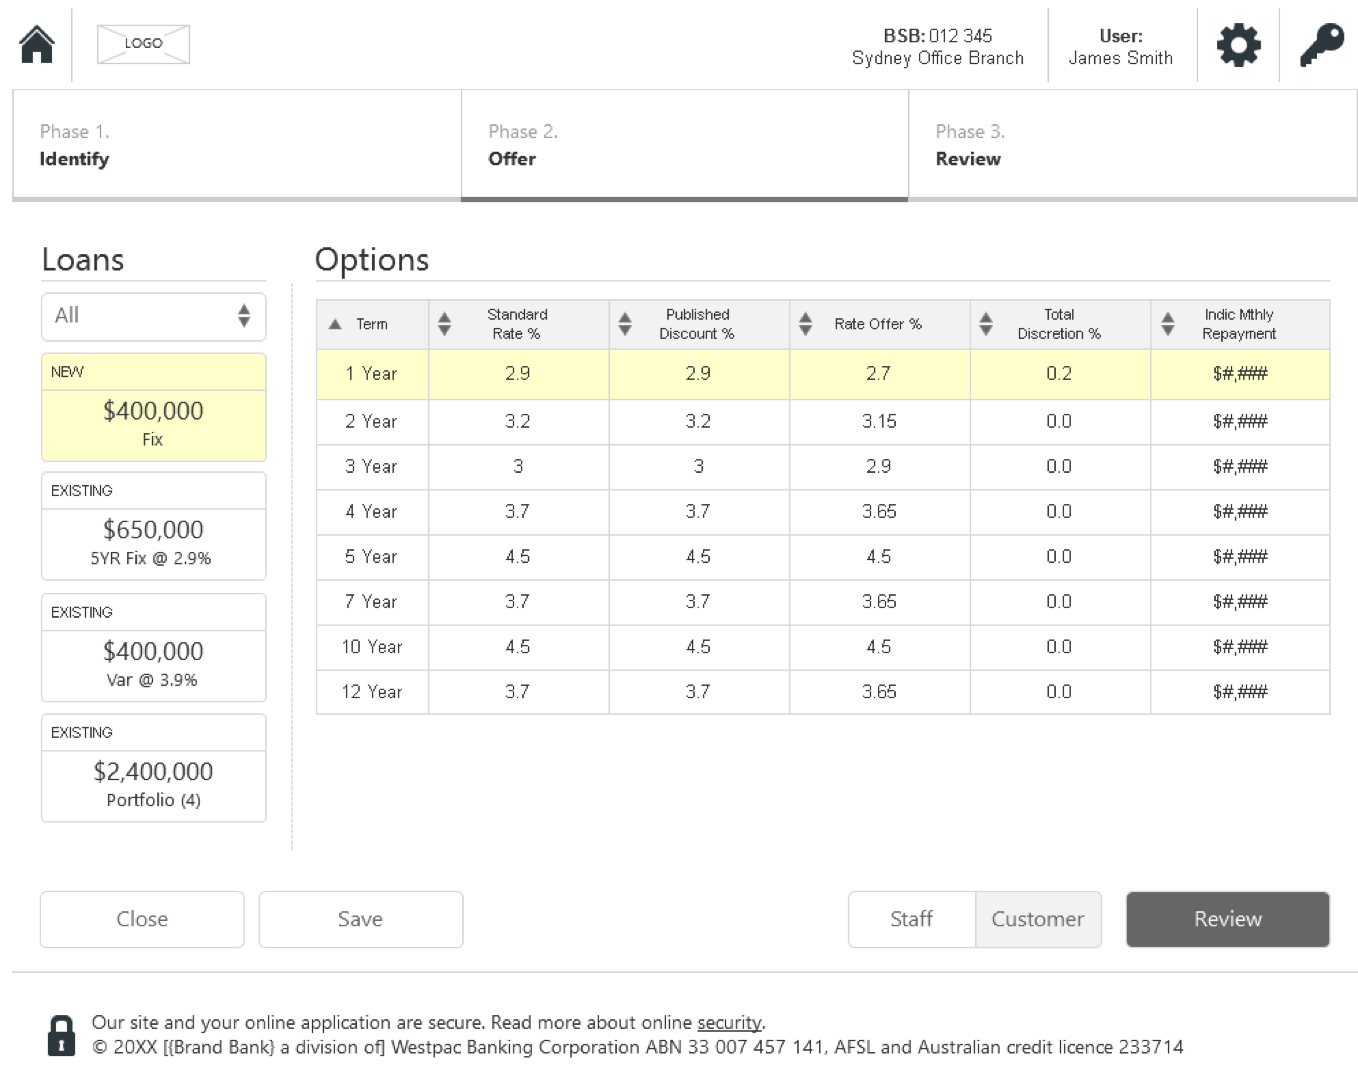 LOGO
BSB: 012 345
Sydney Office Branch
User:
James Smith
Phase 1.
Identify
Phase 2.
Offer
Phase 3.
Review
Loans
All
NEW
$400,000
Fix
EXISTING
$650,000
5YR Fix @ 2.9%
EXISTING
$400,000
Var @ 3.9%
EXISTING
$2,400,000
Portfolio (4)
Options
Term Standard Rate % Published Discount % Rate Offer % Total Discretion % Indic Mthly Repayment
1 Year 2.9 2.9 2.7 0.2 $#,###
2 Year 3.2 3.2 3.15 0.0 $#,###
3 Year 3 3 2.9 0.0 $#,###
4 Year 3.7 3.7 3.65 0.0 $#,###
5 Year 4.5 4.5 4.5 0.0 $#,###
7 Year 3.7 3.7 3.65 0.0 $#,###
10 Year 4.5 4.5 4.5 0.0 $#,###
12 Year 3.7 3.7 3.65 0.0 $#,###
Close Save Staff Customer Review
Our site and your online application are secure. Read more about online security.
© 20XX [{Brand Bank} a division of] Westpac Banking Corporation ABN 33 007 457 141, AFSL and Australian credit licence 233714